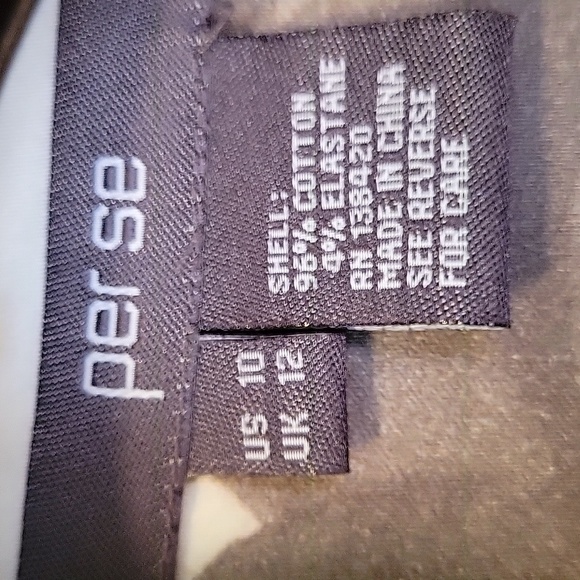 per se
SHELL:
96% COTTON
4% ELASTANE
RN 138420
MADE IN CHINA
SEE REVERSE
FOR CARE
US 10
UK 12